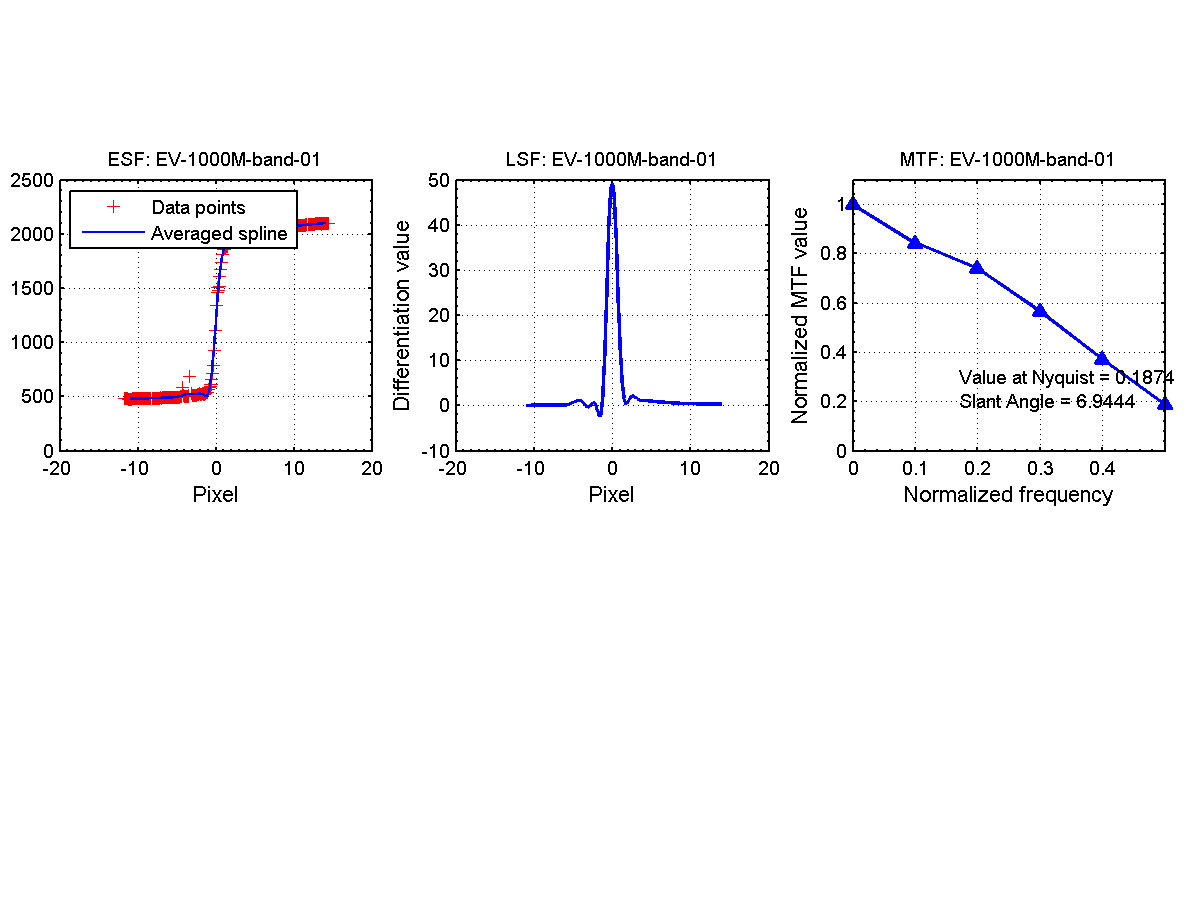 ESF: EV-1000M-band-01
2500
2000
1500
1000
500
0
-20
-10
0
10
20
Pixel
Data points
Averaged spline
LSF: EV-1000M-band-01
Differentiation value
50
40
30
20
10
0
-10
-20
-10
0
10
20
Pixel
MTF: EV-1000M-band-01
Normalized MTF value
1
0.8
0.6
0.4
0.2
0
0
0.1
0.2
0.3
0.4
Normalized frequency
Value at Nyquist = 0.1874
Slant Angle = 6.9444